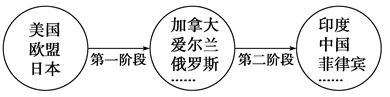 美国
欧盟
日本
第一阶段
加拿大
爱尔兰
俄罗斯
……
第二阶段
印度
中国
菲律宾
……